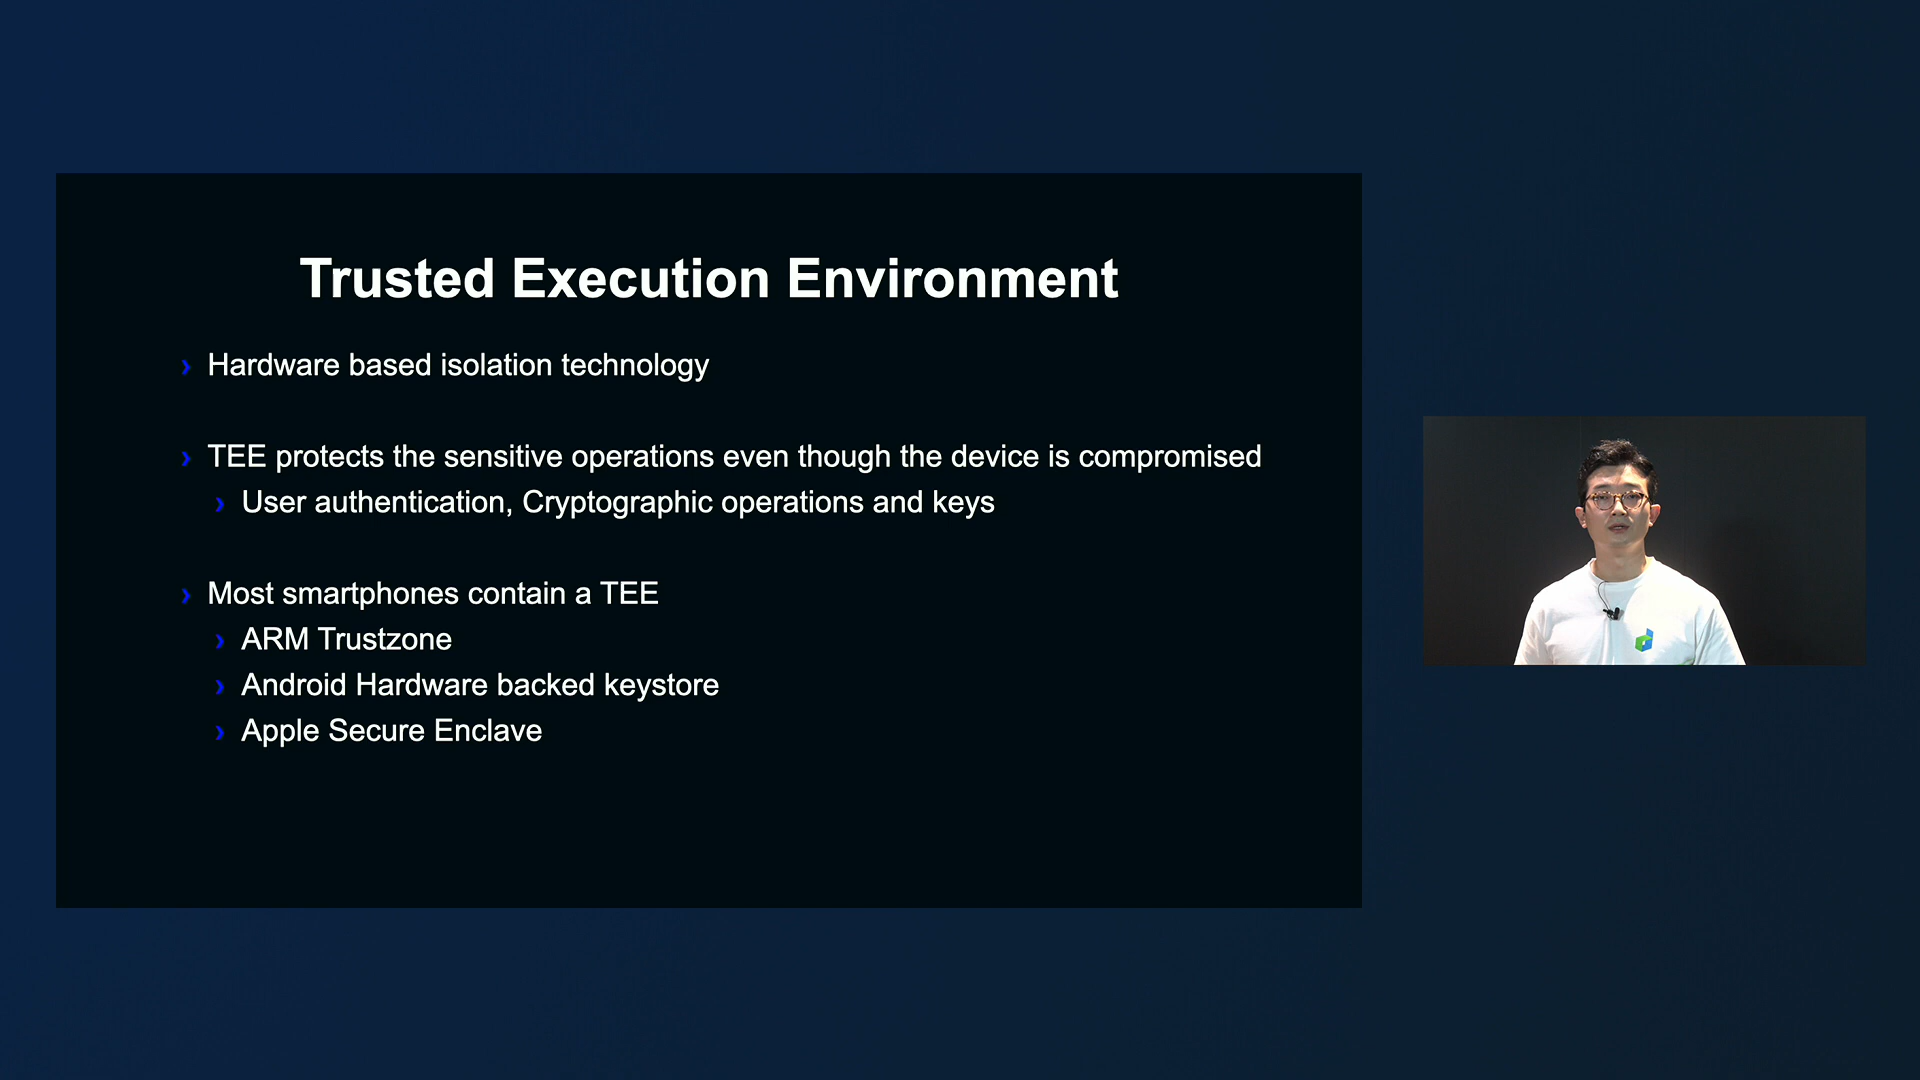 Trusted Execution Environment
› Hardware based isolation technology
› TEE protects the sensitive operations even though the device is compromised
› User authentication, Cryptographic operations and keys
› Most smartphones contain a TEE
› ARM Trustzone
› Android Hardware backed keystore
› Apple Secure Enclave